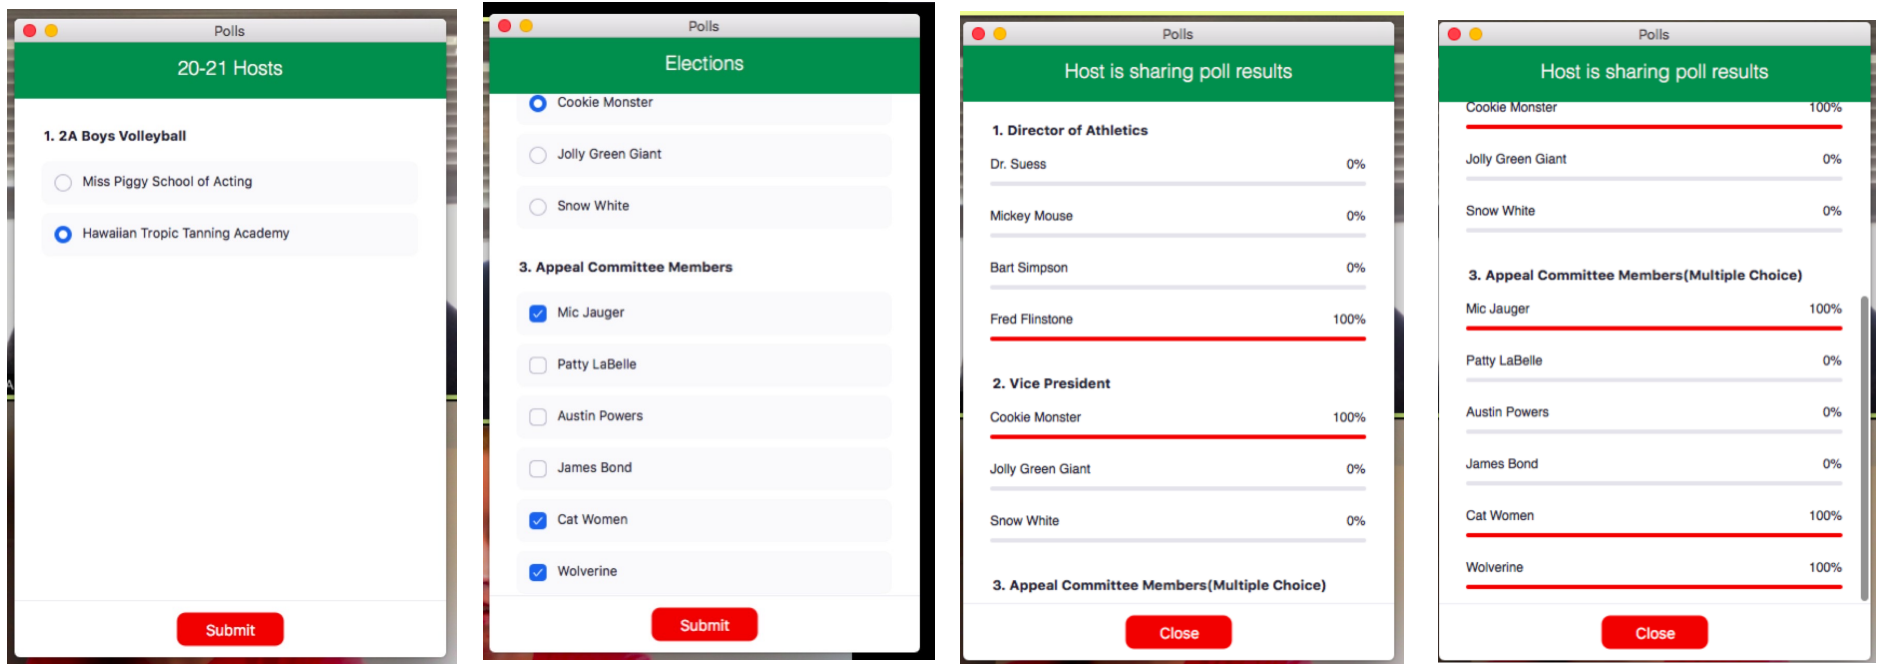 Polls
20-21 Hosts
1. 2A Boys Volleyball
Miss Piggy School of Acting
Hawaiian Tropic Tanning Academy
Submit
Polls
Elections
Cookie Monster
Jolly Green Giant
Snow White
3. Appeal Committee Members
Mic Jauger
Patty LaBelle
Austin Powers
James Bond
Cat Women
Wolverine
Submit
Polls
Host is sharing poll results
1. Director of Athletics
Dr. Suess 0%
Mickey Mouse 0%
Bart Simpson 0%
Fred Flinstone 100%
2. Vice President
Cookie Monster 100%
Jolly Green Giant 0%
Snow White 0%
3. Appeal Committee Members(Multiple Choice)
Close
Polls
Host is sharing poll results
Cookie Monster 100%
Jolly Green Giant 0%
Snow White 0%
3. Appeal Committee Members(Multiple Choice)
Mic Jauger 100%
Patty LaBelle 0%
Austin Powers 0%
James Bond 0%
Cat Women 100%
Wolverine 100%
Close